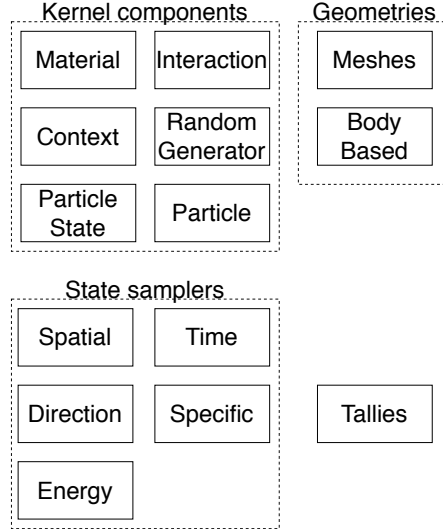 Kernel components
Material
Interaction
Context
Random
Generator
Particle
State
Particle
Geometries
Meshes
Body
Based
State samplers
Spatial
Time
Direction
Specific
Energy
Tallies